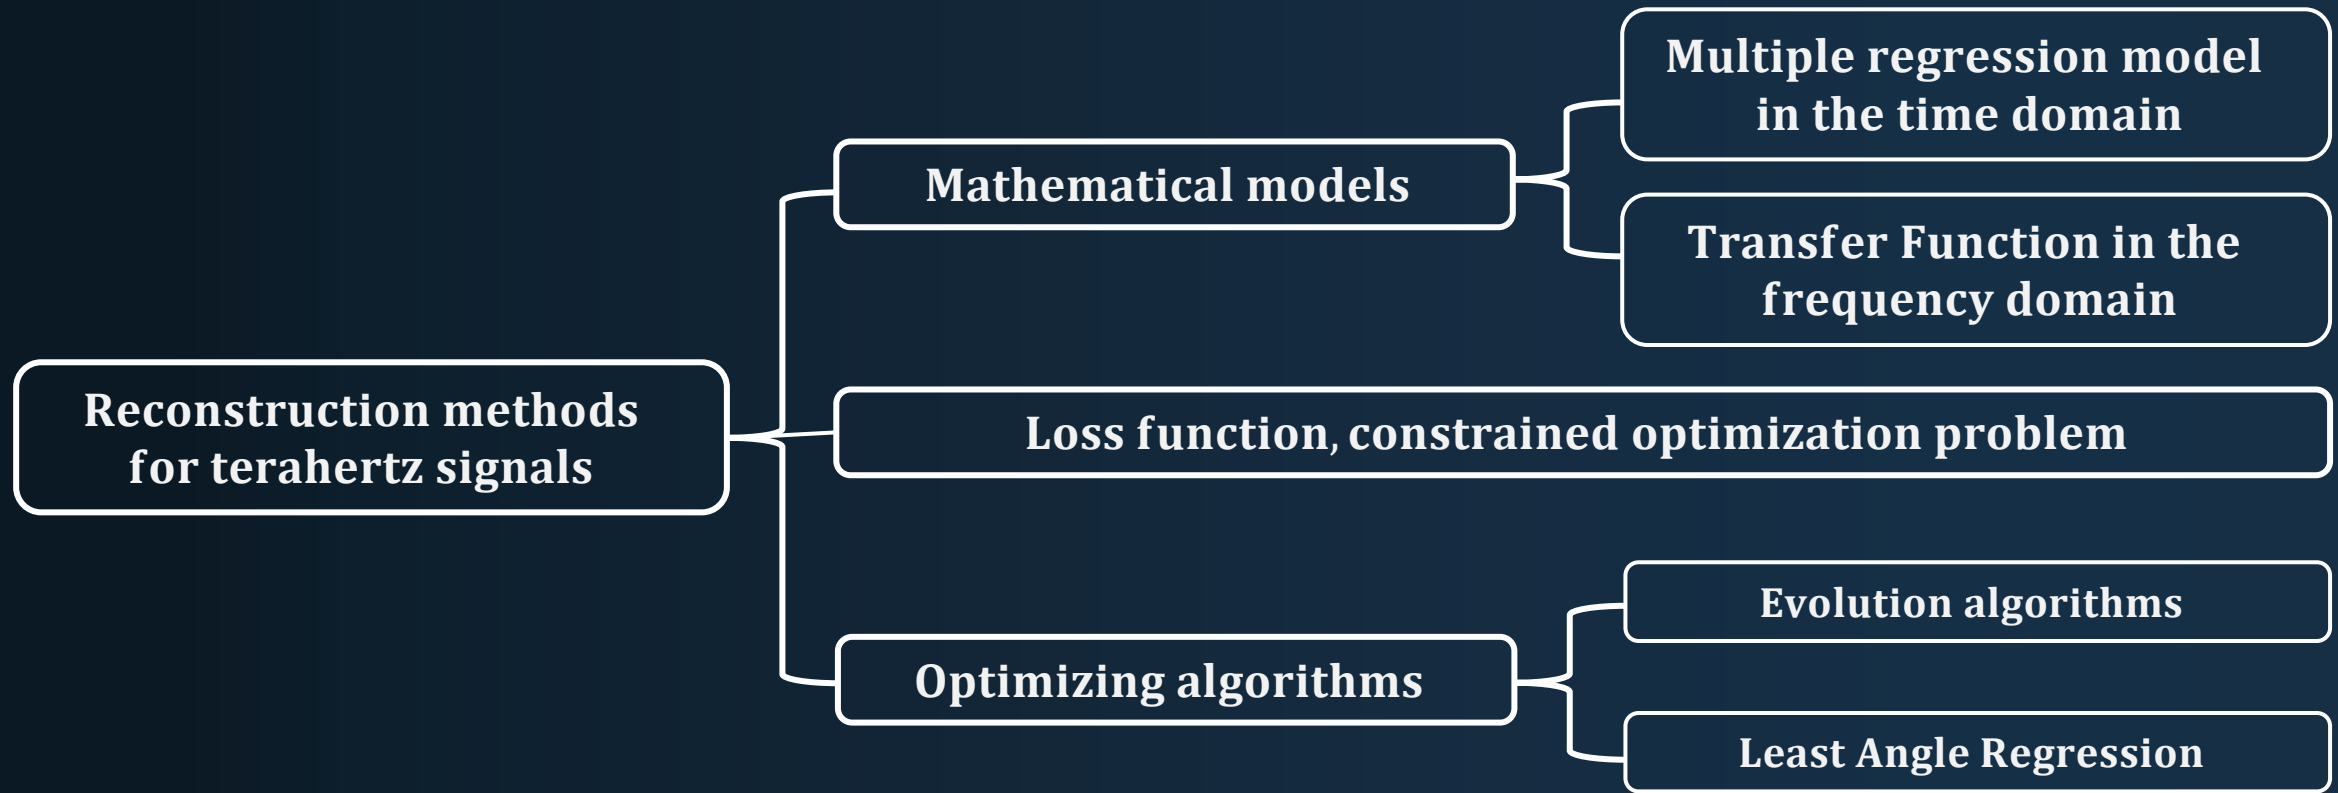 Reconstruction methods
for terahertz signals
Mathematical models
Multiple regression model
in the time domain
Transfer Function in the
frequency domain
Loss function, constrained optimization problem
Optimizing algorithms
Evolution algorithms
Least Angle Regression